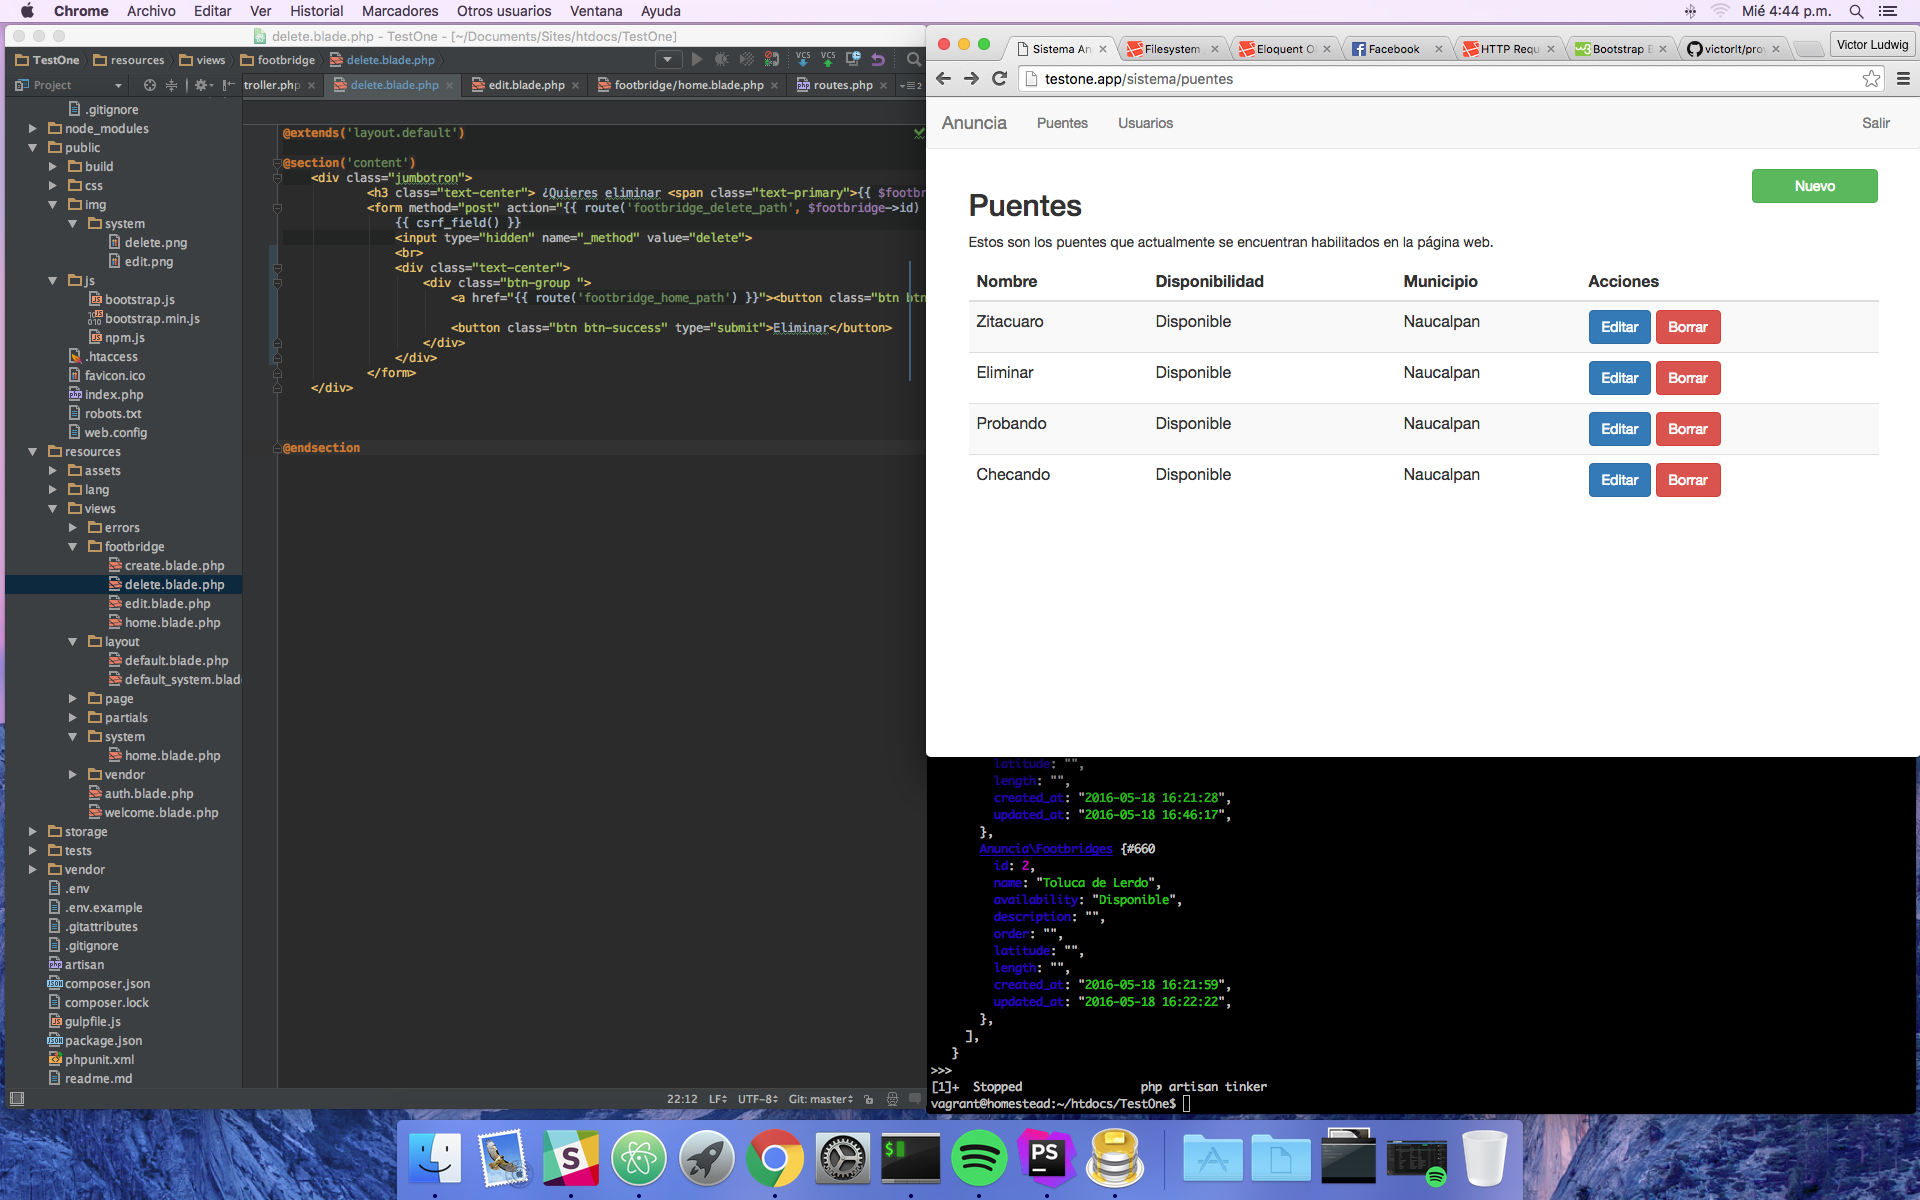 Chrome Archivo Editar Ver Historial Marcadores Otros usuarios Ventana Ayuda Mié 4:44 p.m.
delete.blade.php - TestOne - [~/Documents/Sites/htdocs/TestOne]
TestOne resources views footbridge delete.blade.php
Project
troller.php delete.blade.php edit.blade.php footbridge/home.blade.php routes.php
.gitignore
node_modules
public
build
css
img
system
delete.png
edit.png
js
bootstrap.js
bootstrap.min.js
npm.js
.htaccess
favicon.ico
index.php
robots.txt
web.config
resources
assets
lang
views
errors
footbridge
create.blade.php
delete.blade.php
edit.blade.php
home.blade.php
layout
default.blade.php
default_system.blad
page
partials
system
home.blade.php
vendor
auth.blade.php
welcome.blade.php
storage
tests
vendor
.env
.env.example
.gitattributes
.gitignore
artisan
composer.json
composer.lock
gulpfile.js
package.json
phpunit.xml
readme.md
@extends('layout.default')
@section('content')
<div class="jumbotron">
<h3 class="text-center"> ¿Quieres eliminar <span class="text-primary">{{ $footbr
<form method="post" action="{{ route('footbridge_delete_path', $footbridge->id)
{{ csrf_field() }}
<input type="hidden" name="_method" value="delete">
<br>
<div class="text-center">
<div class="btn-group ">
<a href="{{ route('footbridge_home_path') }}"><button class="btn btn
<button class="btn btn-success" type="submit">Eliminar</button>
</div>
</div>
</form>
</div>
@endsection
22:12 LF UTF-8 Git: master
Sistema An Filesystem Eloquent O Facebook HTTP Requ Bootstrap B victorlt/pro Victor Ludwig
testone.app/sistema/puentes
Anuncia Puentes Usuarios Salir
Nuevo
Puentes
Estos son los puentes que actualmente se encuentran habilitados en la página web.
Nombre Disponibilidad Municipio Acciones
Zitacuaro Disponible Naucalpan Editar Borrar
Eliminar Disponible Naucalpan Editar Borrar
Probando Disponible Naucalpan Editar Borrar
Checando Disponible Naucalpan Editar Borrar
latitude: "",
length: "",
created_at: "2016-05-18 16:21:28",
updated_at: "2016-05-18 16:46:17",
},
Anuncia\Footbridges {#660
id: 2,
name: "Toluca de Lerdo",
availability: "Disponible",
description: "",
order: "",
latitude: "",
length: "",
created_at: "2016-05-18 16:21:59",
updated_at: "2016-05-18 16:22:22",
},
],
}
>>>
[1]+ Stopped php artisan tinker
vagrant@homestead:~/htdocs/TestOne$